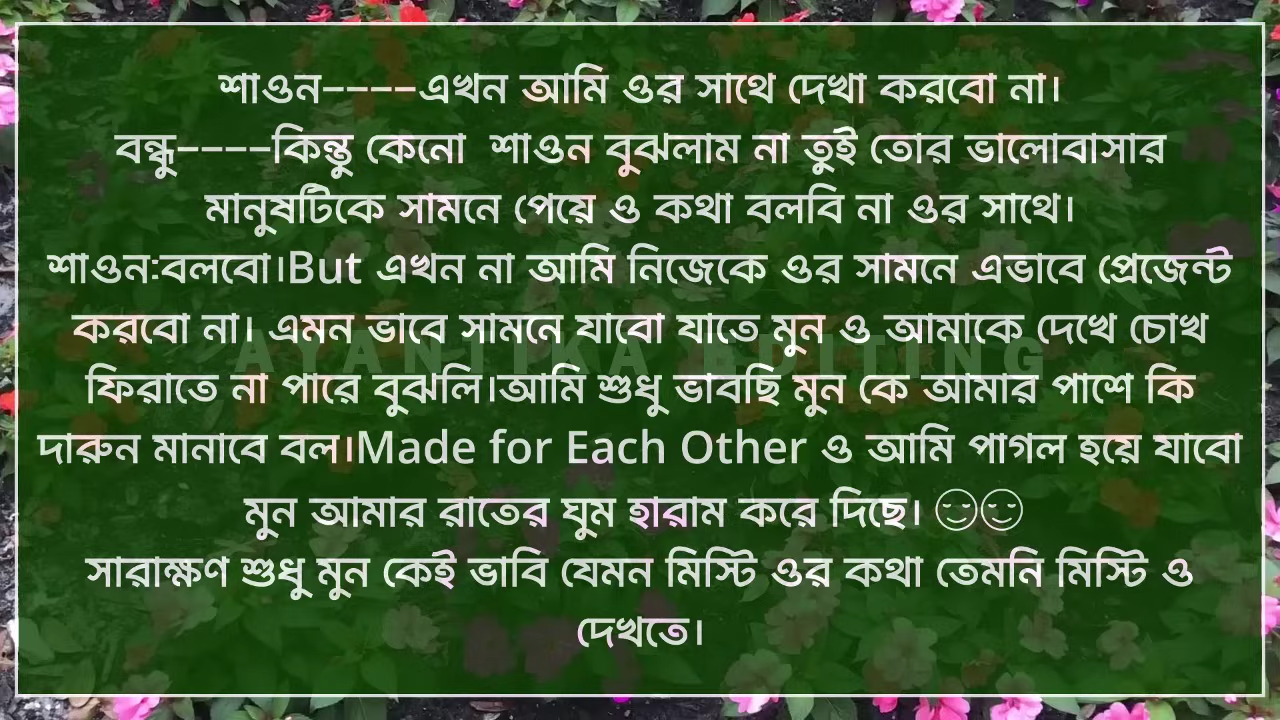 শাওন----এখন আমি ওর সাথে দেখা করবো না।
বন্ধু----কিন্তু কেনো  শাওন বুঝলাম না তুই তোর ভালোবাসার
মানুষটিকে সামনে পেয়ে ও কথা বলবি না ওর সাথে।
শাওন:বলবো।But এখন না আমি নিজেকে ওর সামনে এভাবে প্রেজেন্ট
করবো না। এমন ভাবে সামনে যাবো যাতে মুন ও আমাকে দেখে চোখ
AYANTIKA EDITING
ফিরাতে না পারে বুঝলি।আমি শুধু ভাবছি মুন কে আমার পাশে কি
দারুন মানাবে বল।Made for Each Other ও আমি পাগল হয়ে যাবো
মুন আমার রাতের ঘুম হারাম করে দিছে। 😌😌
সারাক্ষণ শুধু মুন কেই ভাবি যেমন মিস্টি ওর কথা তেমনি মিস্টি ও
দেখতে।